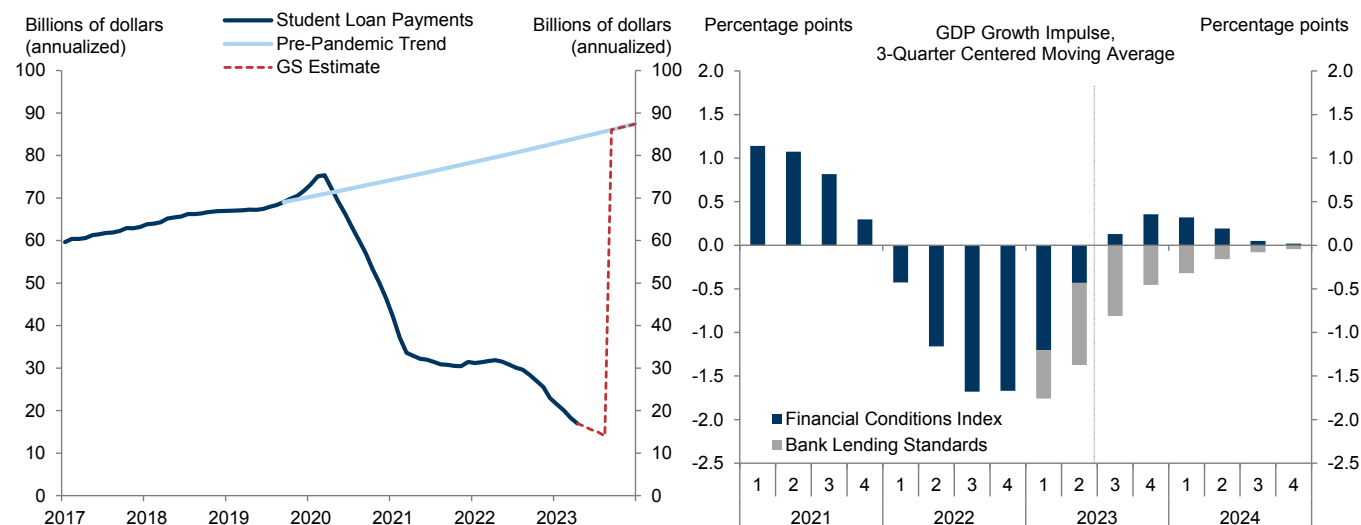 Billions of dollars
(annualized)
Student Loan Payments
Pre-Pandemic Trend
GS Estimate
Billions of dollars
(annualized)
100
90
80
70
60
50
40
30
20
10
0
100
90
80
70
60
50
40
30
20
10
0
2017 2018 2019 2020 2021 2022 2023
Percentage points
GDP Growth Impulse,
3-Quarter Centered Moving Average
Percentage points
2.0
1.5
1.0
0.5
0.0
-0.5
-1.0
-1.5
-2.0
-2.5
2.0
1.5
1.0
0.5
0.0
-0.5
-1.0
-1.5
-2.0
-2.5
Financial Conditions Index
Bank Lending Standards
1 2 3 4 1 2 3 4 1 2 3 4 1 2 3 4
2021 2022 2023 2024